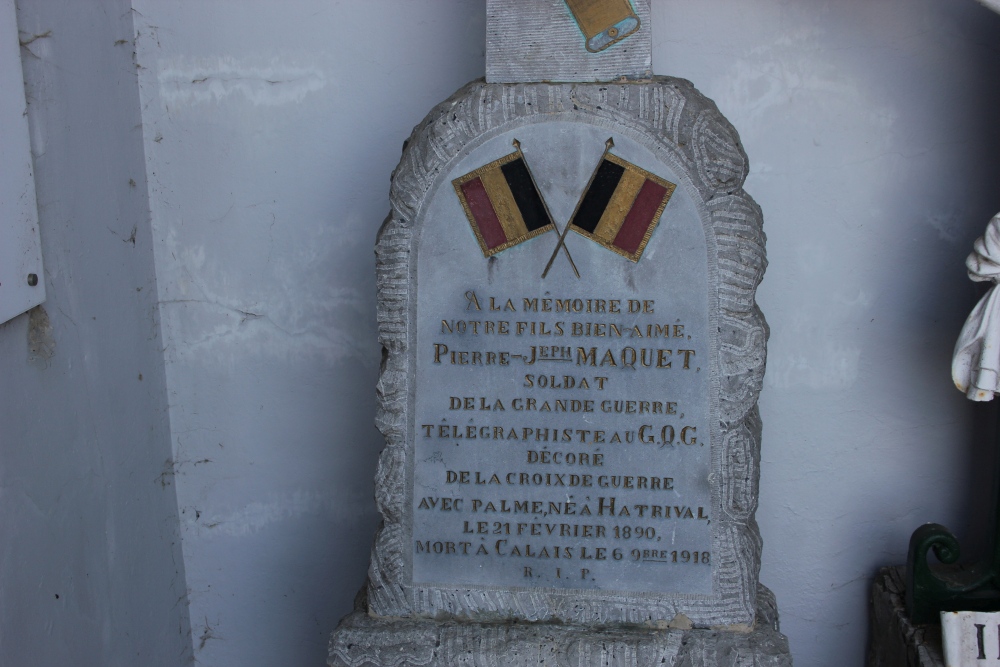 A LA MÉMOIRE DE
NOTRE FILS BIEN-AIMÉ,
PIERRE-JEPH MAQUET,
SOLDAT
DE LA GRANDE GUERRE,
TÉLÉGRAPHISTE AU G.Q.G.
DÉCORÉ
DE LA CROIX DE GUERRE
AVEC PALME, NÉ À HATRIVAL,
LE 21 FÉVRIER 1890,
MORT À CALAIS LE 6 9BRE 1918
R. I. P.